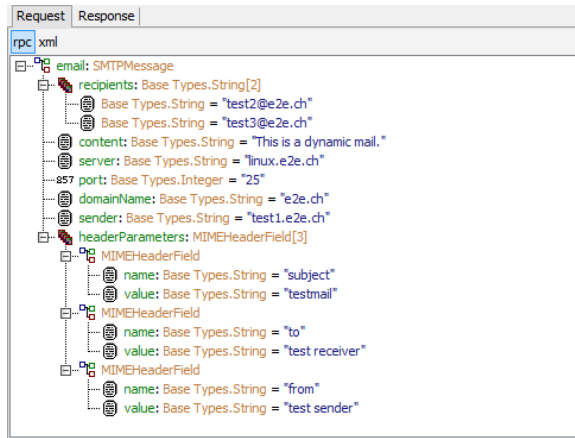 Request Response
rpc xml
email: SMTPMessage
recipients: Base Types.String[2]
Base Types.String = "test2@e2e.ch"
Base Types.String = "test3@e2e.ch"
content: Base Types.String = "This is a dynamic mail."
server: Base Types.String = "linux.e2e.ch"
857 port: Base Types.Integer = "25"
domainName: Base Types.String = "e2e.ch"
sender: Base Types.String = "test1.e2e.ch"
headerParameters: MIMEHeaderField[3]
MIMEHeaderField
name: Base Types.String = "subject"
value: Base Types.String = "testmail"
MIMEHeaderField
name: Base Types.String = "to"
value: Base Types.String = "test receiver"
MIMEHeaderField
name: Base Types.String = "from"
value: Base Types.String = "test sender"